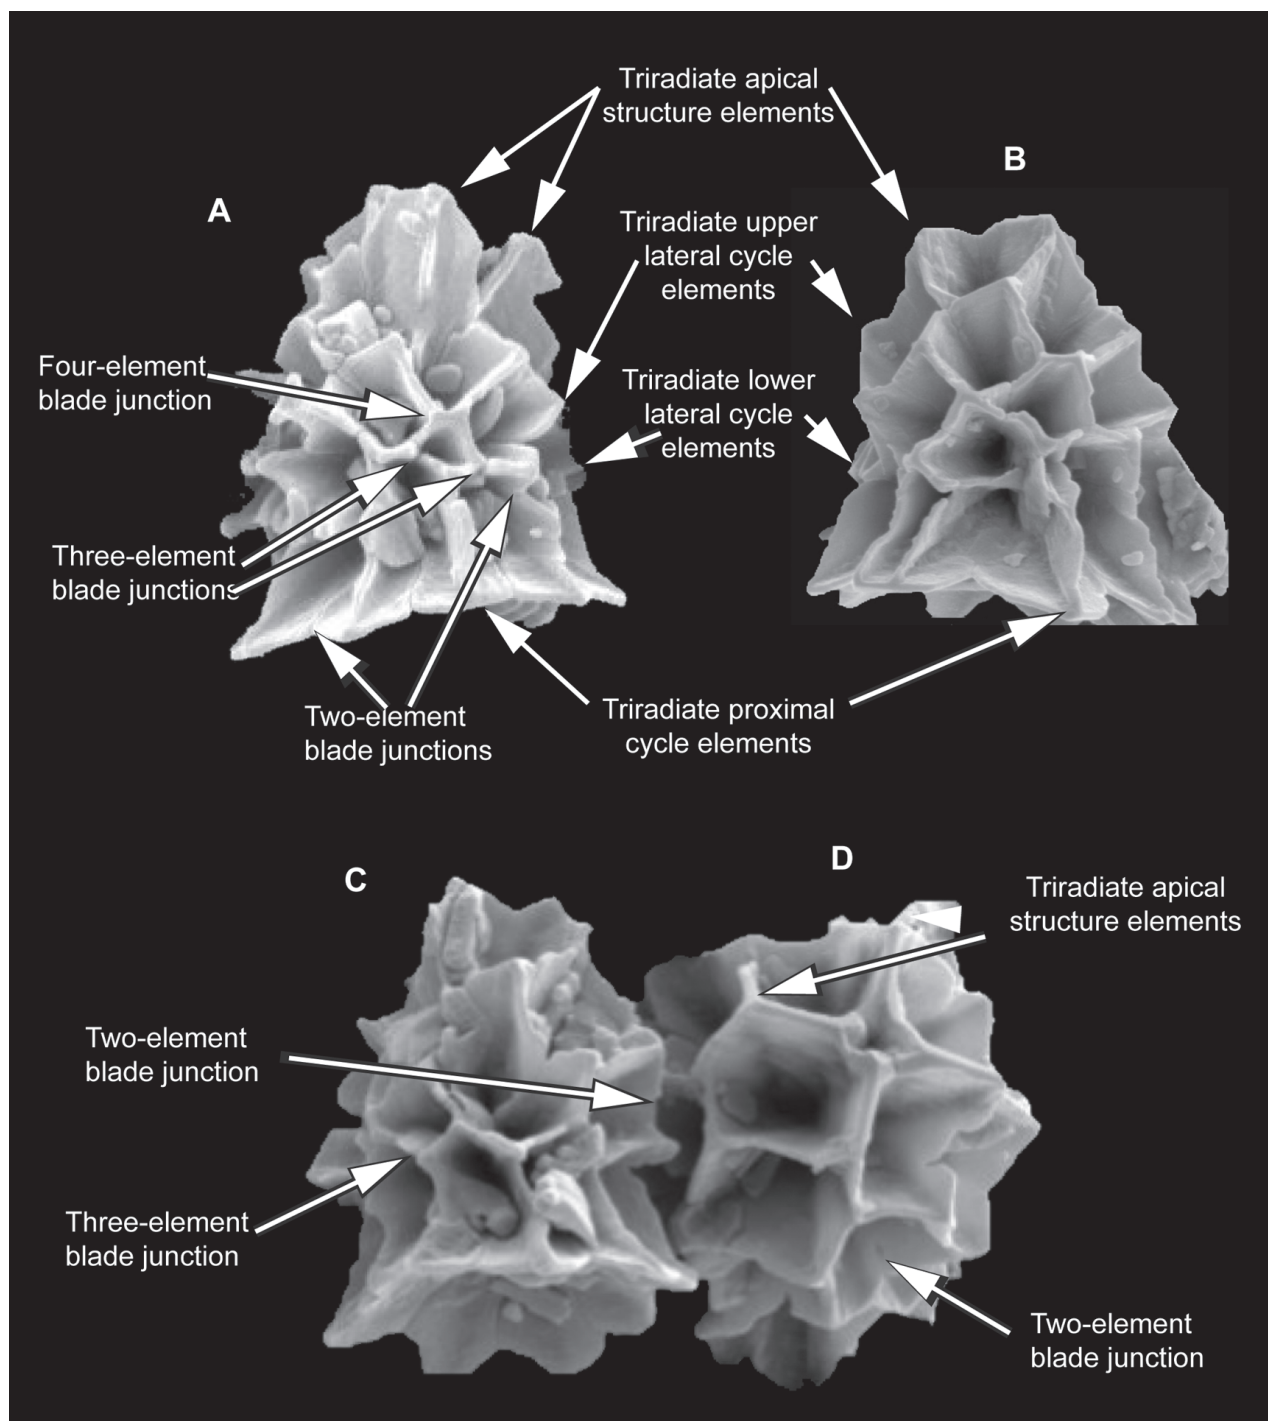 Triradiate apical
structure elements
B
A
Triradiate upper
lateral cycle
elements
Four-element
blade junction
Triradiate lower
lateral cycle
elements
Three-element
blade junctions
Two-element
blade junctions
Triradiate proximal
cycle elements
D
C
Triradiate apical
structure elements
Two-element
blade junction
Three-element
blade junction
Two-element
blade junction